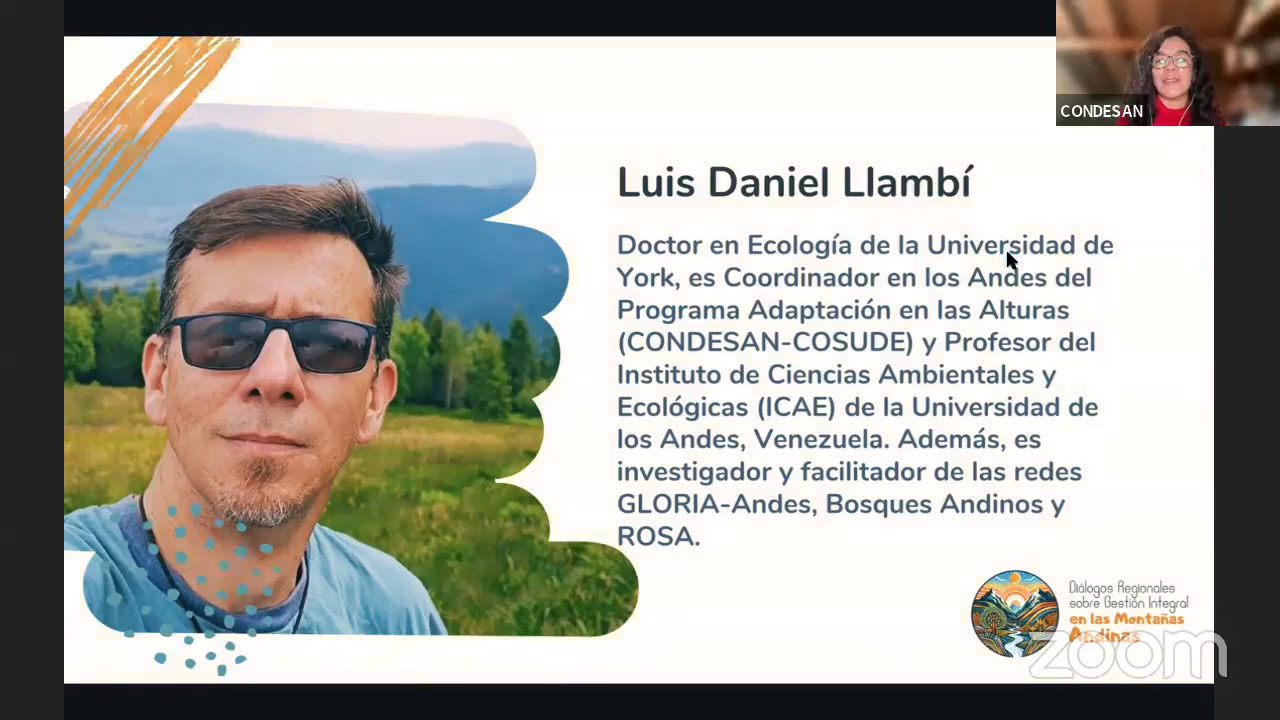 CONDESAN
Luis Daniel Llambí
Doctor en Ecología de la Universidad de
York, es Coordinador en los Andes del
Programa Adaptación en las Alturas
(CONDESAN-COSUDE) y Profesor del
Instituto de Ciencias Ambientales y
Ecológicas (ICAE) de la Universidad de
los Andes, Venezuela. Además, es
investigador y facilitador de las redes
GLORIA-Andes, Bosques Andinos y
ROSA.
Diálogos Regionales
sobre Gestión Integral
en las Montañas
Andinas
zoom